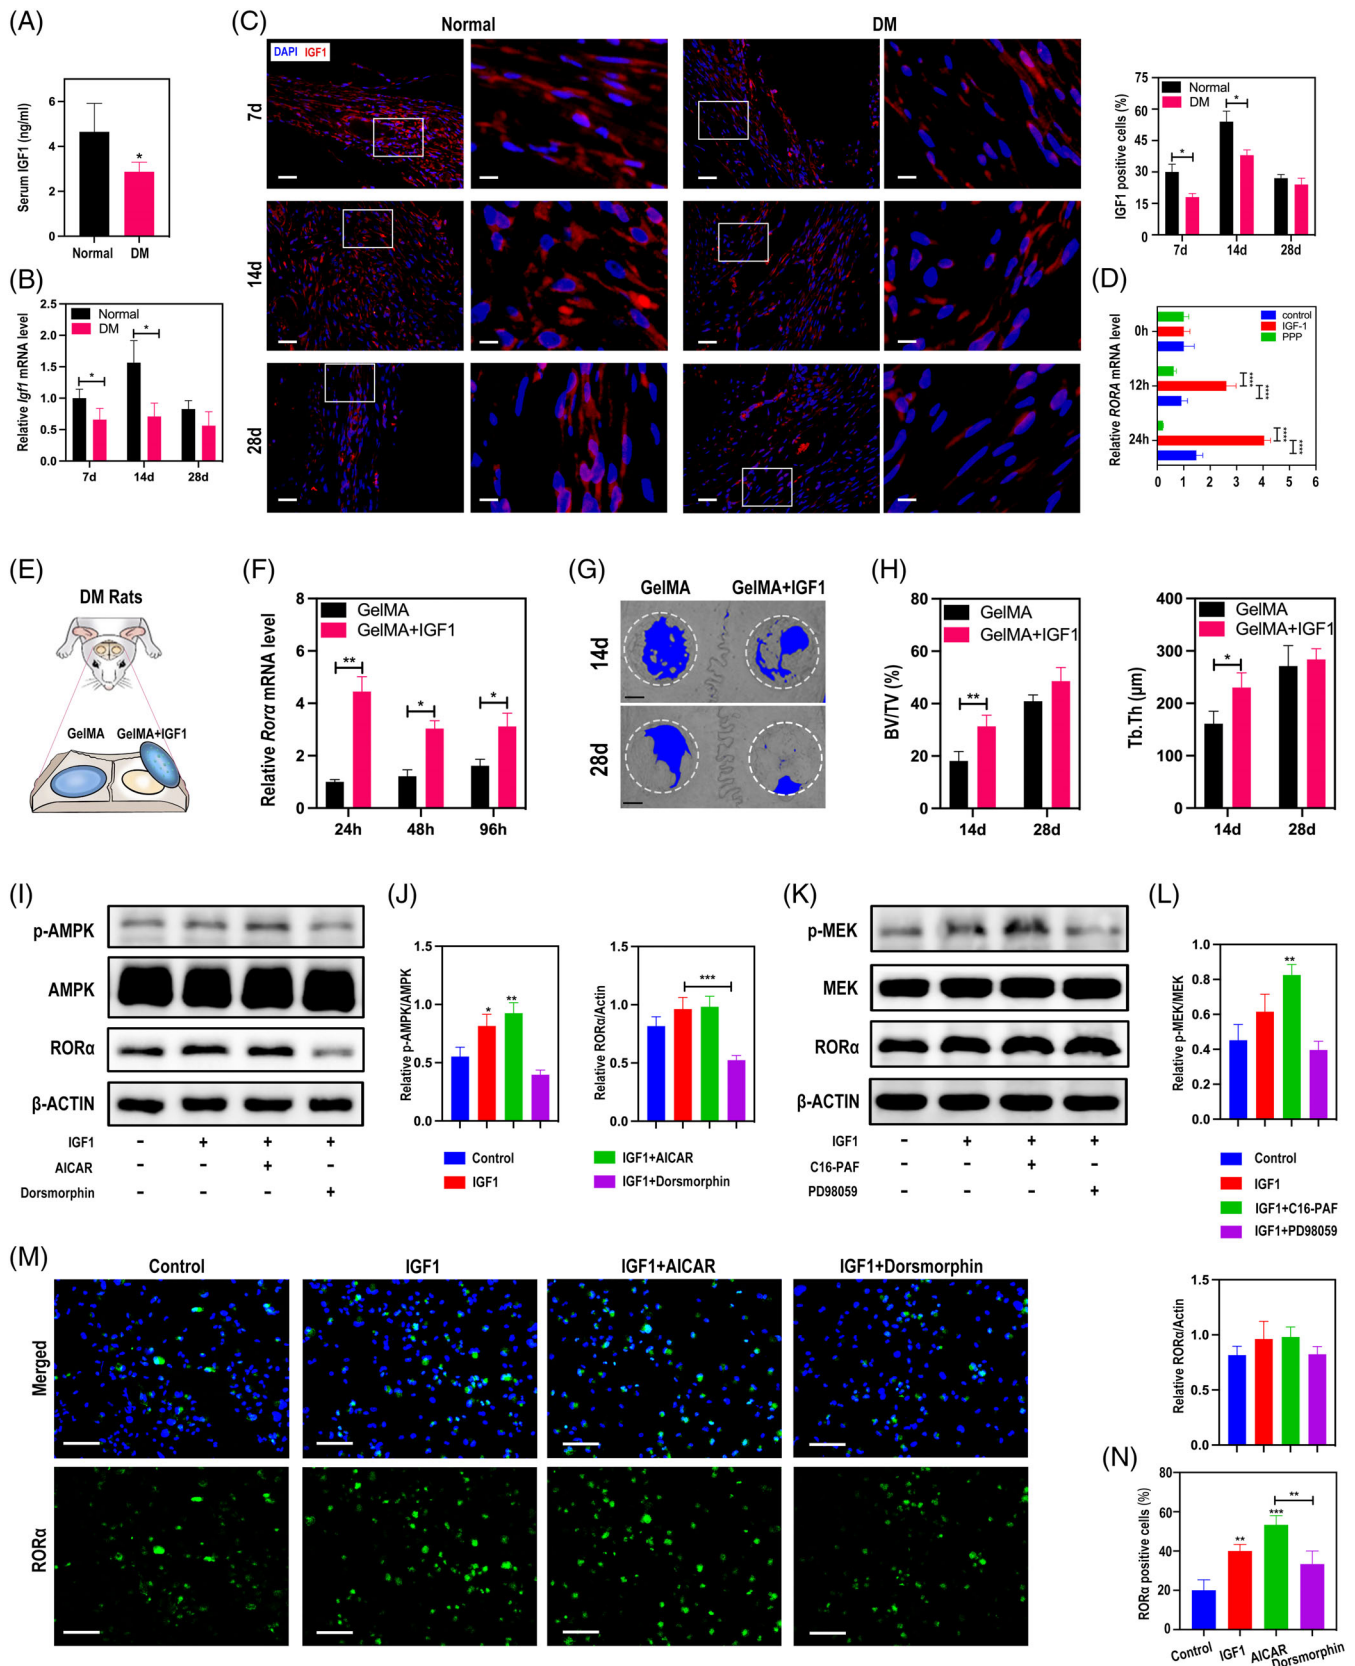 (A)
Serum IGF1 (ng/ml)
6
4
2
0
Normal DM
*
(B)
Relative Igf1 mRNA level
2.5
2.0
1.5
1.0
0.5
0.0
Normal
DM
* *
7d 14d 28d
(C)
Normal DM
DAPI IGF1
7d
14d
28d
IGF1 positive cells (%)
75
60
45
30
15
0
Normal
DM
* *
7d 14d 28d
(D)
Relative RORA mRNA level
control
IGF-1
PPP
0h
12h
24h
**** ****
**** ***
0 1 2 3 4 5 6
(E)
DM Rats
GelMA GelMA+IGF1
(F)
Relative Rora mRNA level
8
6
4
2
0
GelMA
GelMA+IGF1
** * *
24h 48h 96h
(G)
GelMA GelMA+IGF1
14d
28d
(H)
BV/TV (%)
80
60
40
20
0
GelMA
GelMA+IGF1
**
14d 28d
Tb.Th (μm)
400
300
200
100
0
GelMA
GelMA+IGF1
*
14d 28d
(I)
p-AMPK
AMPK
RORα
β-ACTIN
IGF1 - + + +
AICAR - - + -
Dorsmorphin - - - +
(J)
Relative p-AMPK/AMPK
1.5
1.0
0.5
0.0
* **
Relative RORα/Actin
1.5
1.0
0.5
0.0
***
Control IGF1+AICAR
IGF1 IGF1+Dorsmorphin
(K)
p-MEK
MEK
RORα
β-ACTIN
IGF1 - + + +
C16-PAF - - + -
PD98059 - - - +
(L)
Relative p-MEK/MEK
1.0
0.8
0.6
0.4
0.2
0.0
**
Control
IGF1
IGF1+C16-PAF
IGF1+PD98059
Relative RORα/Actin
1.5
1.0
0.5
0.0
(M)
Control IGF1 IGF1+AICAR IGF1+Dorsmorphin
Merged
RORα
(N)
RORα positive cells (%)
80
60
40
20
0
** *** **
Control IGF1 AICAR Dorsmorphin